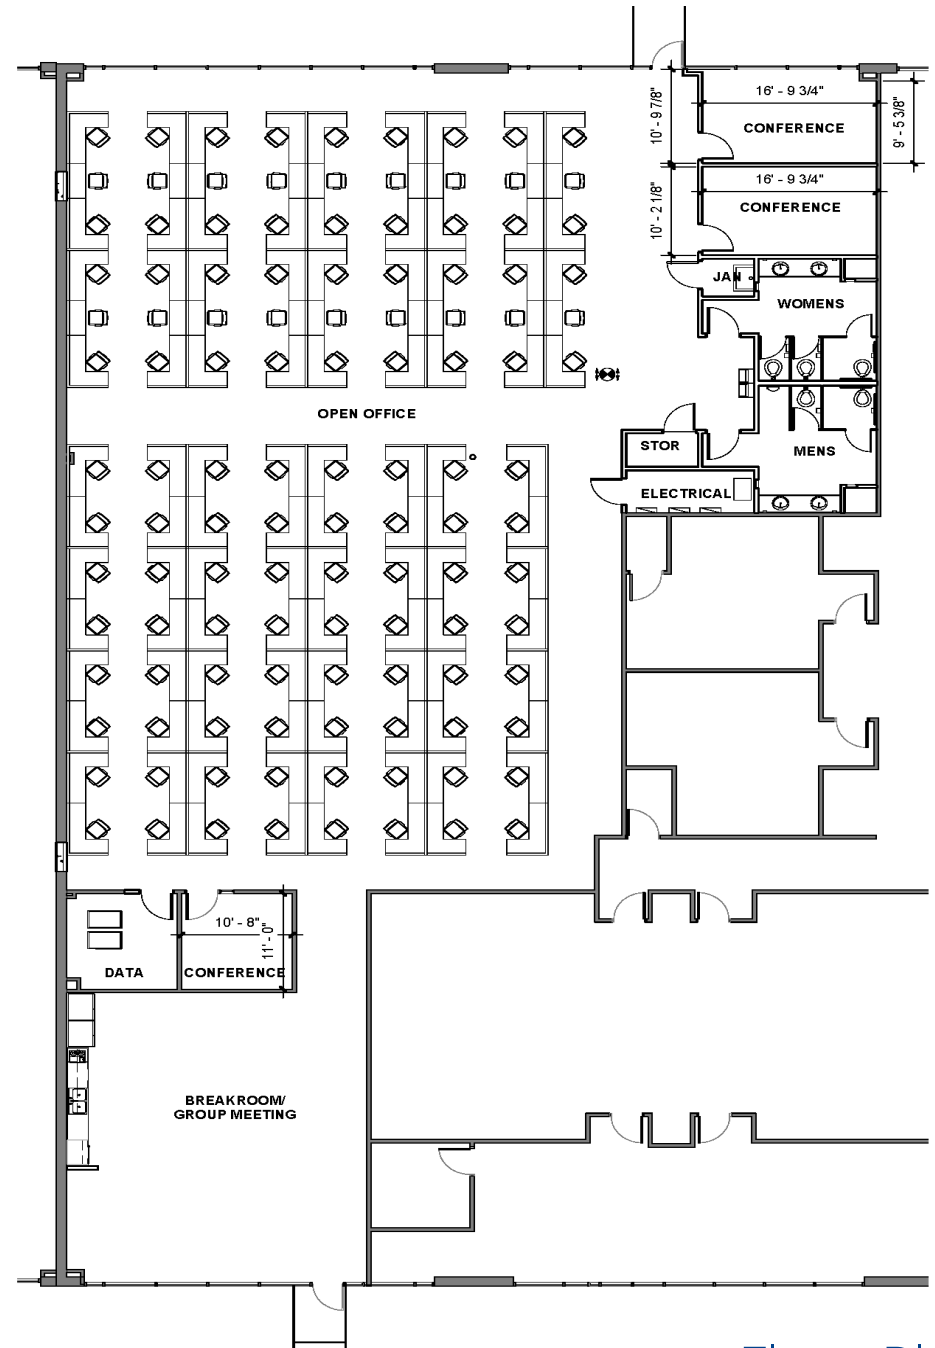 16' - 9 3/4"
10' - 9 7/8"
CONFERENCE
9' - 5 3/8"
16' - 9 3/4"
10' - 2 1/8"
CONFERENCE
JAN
WOMENS
OPEN OFFICE
STOR
MENS
ELECTRICAL
10' - 8"
11' - 0"
DATA
CONFERENCE
BREAKROOM/
GROUP MEETING